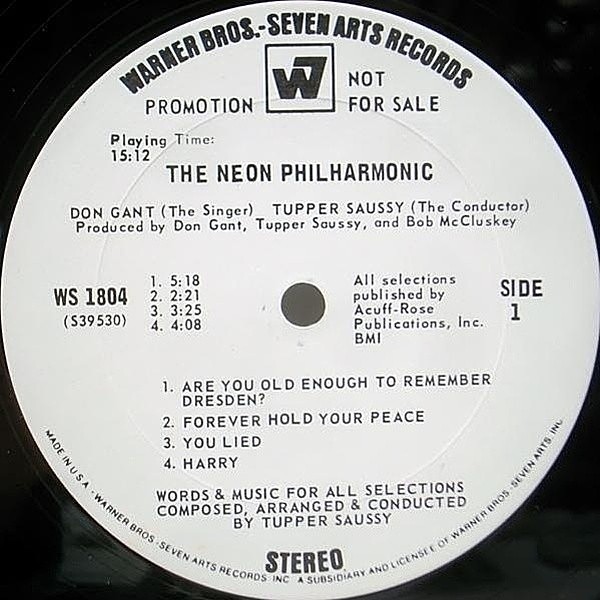 WARNER BROS.-SEVEN ARTS RECORDS
W7
PROMOTION NOT FOR SALE
Playing Time:
15:12
THE NEON PHILHARMONIC
DON GANT (The Singer) TUPPER SAUSSY (The Conductor)
Produced by Don Gant, Tupper Saussy, and Bob McCluskey
WS 1804
(S39530)
1. 5:18
2. 2:21
3. 3:25
4. 4:08
All selections
published by
Acuff-Rose
Publications, Inc.
BMI
SIDE
1
1. ARE YOU OLD ENOUGH TO REMEMBER
DRESDEN?
2. FOREVER HOLD YOUR PEACE
3. YOU LIED
4. HARRY
WORDS & MUSIC FOR ALL SELECTIONS
COMPOSED, ARRANGED & CONDUCTED
BY TUPPER SAUSSY
STEREO
MADE IN U.S.A. - WARNER BROS - SEVEN ARTS RECORDS INC A SUBSIDIARY AND LICENSEE OF WARNER BROS. SEVEN ARTS INC